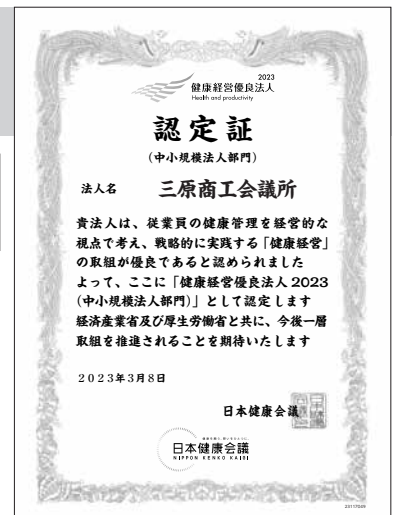 2023
健康経営優良法人
Health and productivity
認定証
(中小規模法人部門)
法人名 三原商工会議所
貴法人は、従業員の健康管理を経営的な
視点で考え、戦略的に実践する「健康経営」
の取組が優良であると認められました
よって、ここに「健康経営優良法人2023
(中小規模法人部門)」として認定します
経済産業省及び厚生労働省と共に、今後一層
取組を推進されることを期待いたします
2023年3月8日
日本健康会議
日本健康会議
NIPPON KENKO KAIGI